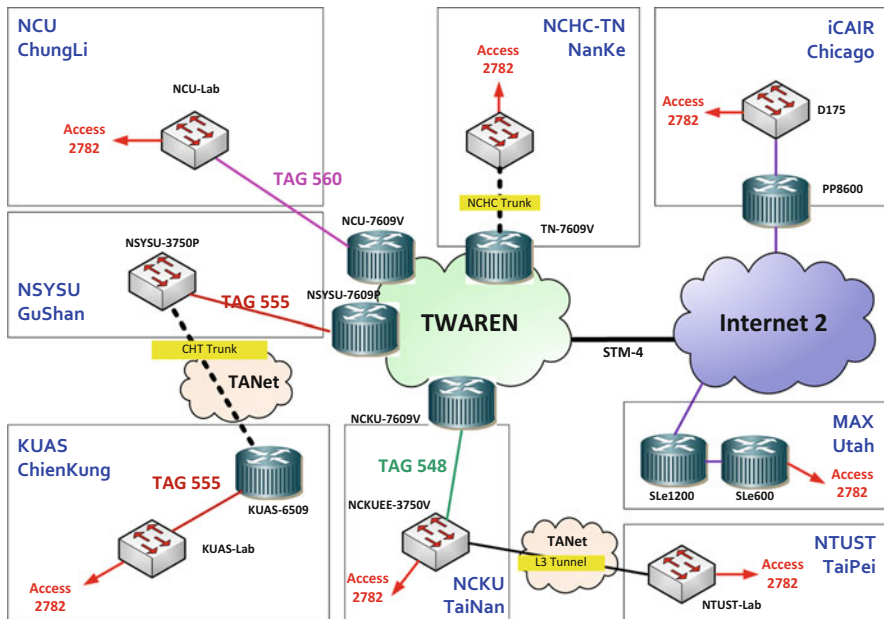 NCU
ChungLi
NCU-Lab
Access
2782
TAG 560
NCU-7609V
NCHC-TN
NanKe
Access
2782
NCHC Trunk
TN-7609V
iCAIR
Chicago
Access
2782
D175
PP8600
NSYSU-3750P
NSYSU
GuShan
TAG 555
NSYSU-7609P
CHT Trunk
TANet
TWAREN
STM-4
Internet 2
NCKU-7609V
KUAS
ChienKung
TAG 555
KUAS-6509
KUAS-Lab
Access
2782
TAG 548
NCKUEE-3750V
Access
2782
NCKU
TaiNan
TANet
L3 Tunnel
MAX
Utah
SLe1200
SLe600
Access
2782
NTUST
TaiPei
Access
2782
NTUST-Lab